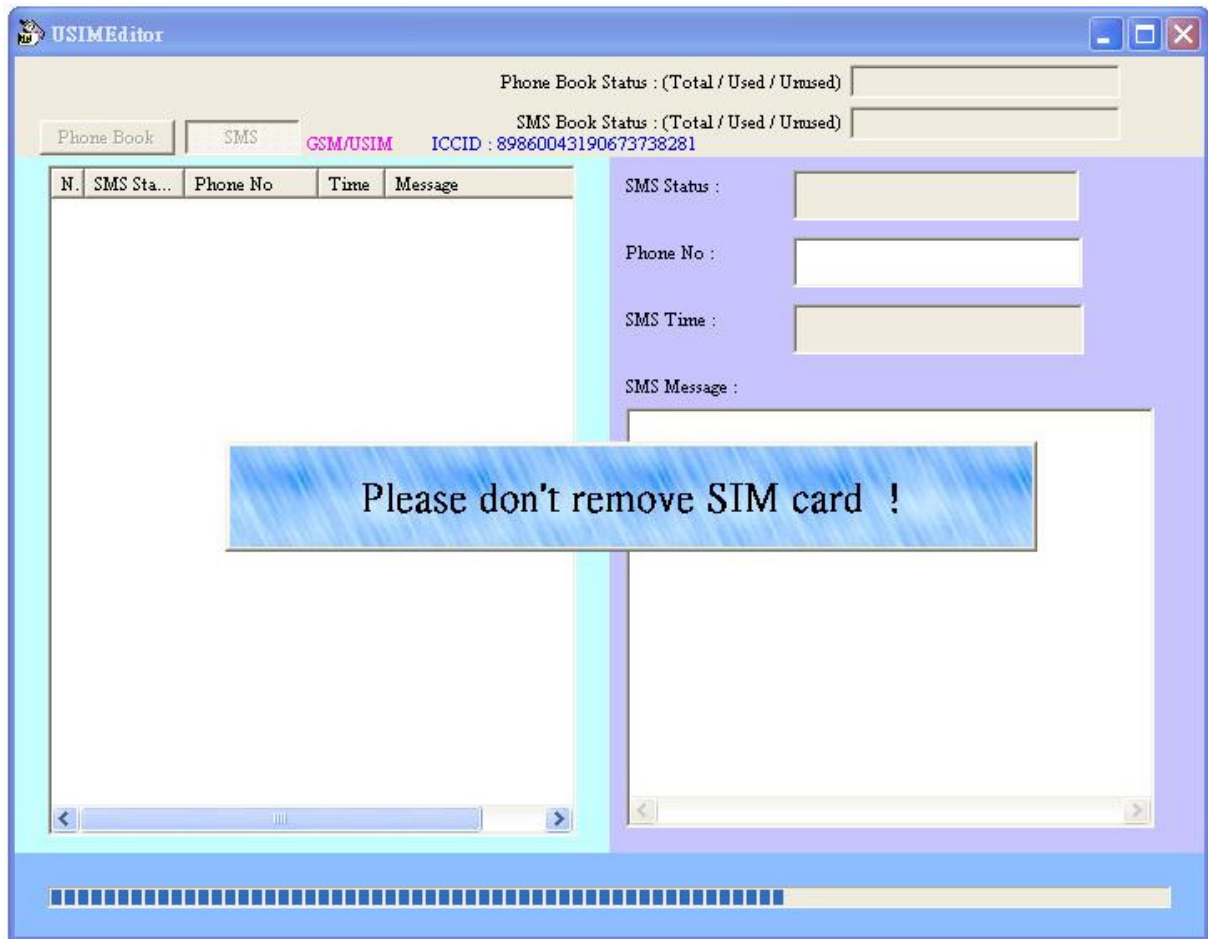 USIMEditor
Phone Book Status : (Total / Used / Unused)
SMS Book Status : (Total / Used / Unused)
Phone Book SMS GSM/USIM ICCID : 89860043190673738281
N. SMS Sta... Phone No Time Message
SMS Status :
Phone No :
SMS Time :
SMS Message :
Please don't remove SIM card !